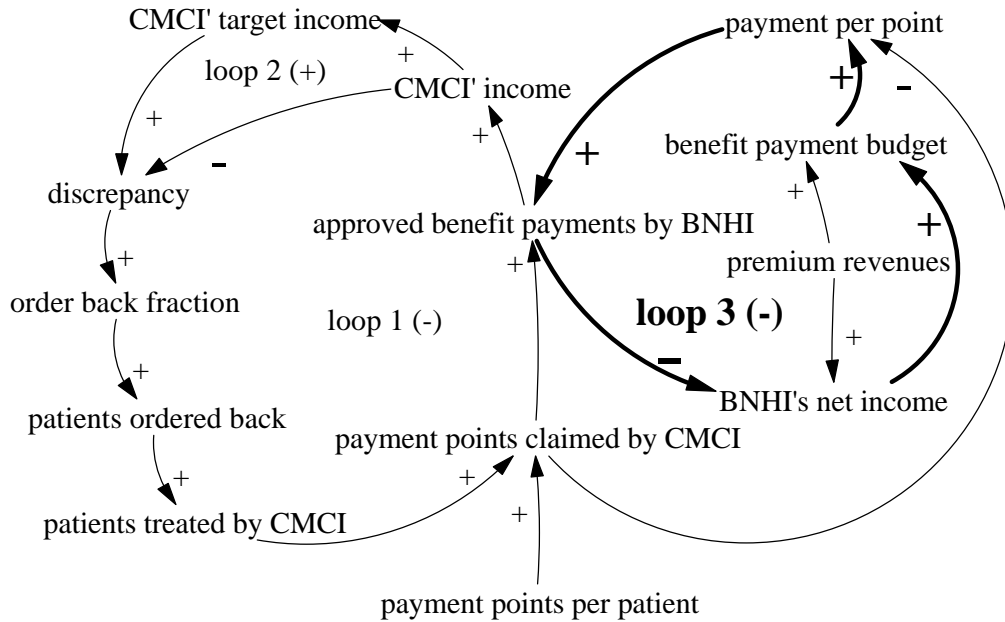 CMCI' target income
payment per point
+
loop 2 (+)
-
+
CMCI' income
+
+
benefit payment budget
+
-
+
discrepancy
+
approved benefit payments by BNHI
+
+
+
premium revenues
order back fraction
loop 1 (-)
loop 3 (-)
+
-
+
BNHI's net income
patients ordered back
payment points claimed by CMCI
+
+
patients treated by CMCI
+
payment points per patient